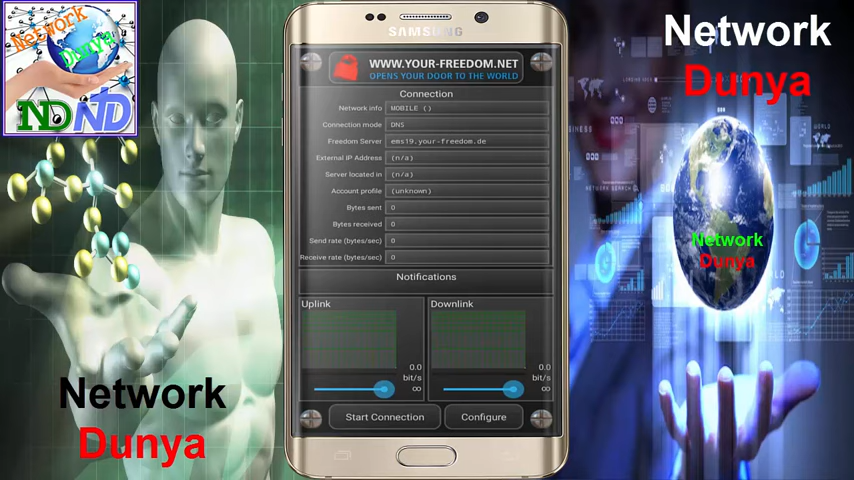 Network
Dunya
ND ND
Network
Dunya
SAMSUNG
WWW.YOUR-FREEDOM.NET
OPENS YOUR DOOR TO THE WORLD
Connection
Network info MOBILE ()
Connection mode DNS
Freedom Server ems19.your-freedom.de
External IP Address (n/a)
Server located in (n/a)
Account profile (unknown)
Bytes sent 0
Bytes received 0
Send rate (bytes/sec) 0
Receive rate (bytes/sec) 0
Notifications
Uplink Downlink
0.0 0.0
bit/s bit/s
∞ ∞
Start Connection Configure
Network
Dunya
Network
Dunya
WORLD